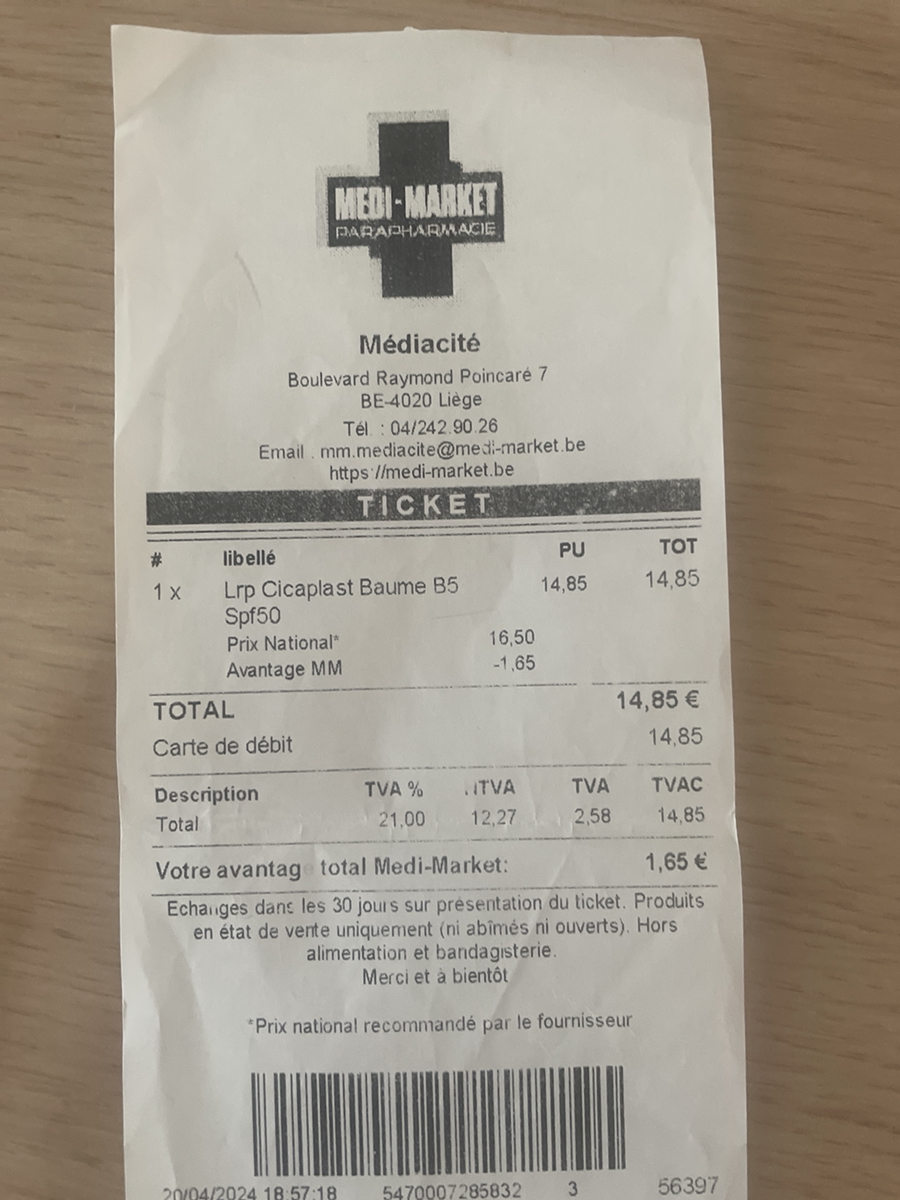 MEDI-MARKET
PARAPHARMACIE
Médiacité
Boulevard Raymond Poincaré 7
BE-4020 Liège
Tél. : 04/242.90.26
Email . mm.mediacite@medi-market.be
https://medi-market.be
TICKET
# libellé PU TOT
1 x Lrp Cicaplast Baume B5 14,85 14,85
Spf50
Prix National* 16,50
Avantage MM -1,65
TOTAL 14,85 €
Carte de débit 14,85
Description TVA % TVA TVAC
Total 21,00 12,27 2,58 14,85
Votre avantag total Medi-Market: 1,65 €
Echanges dans les 30 jours sur présentation du ticket. Produits
en état de vente uniquement (ni abîmés ni ouverts). Hors
alimentation et bandagisterie.
Merci et à bientôt
*Prix national recommandé par le fournisseur
20/04/2024 18:57:18 5470007285832 3 56397